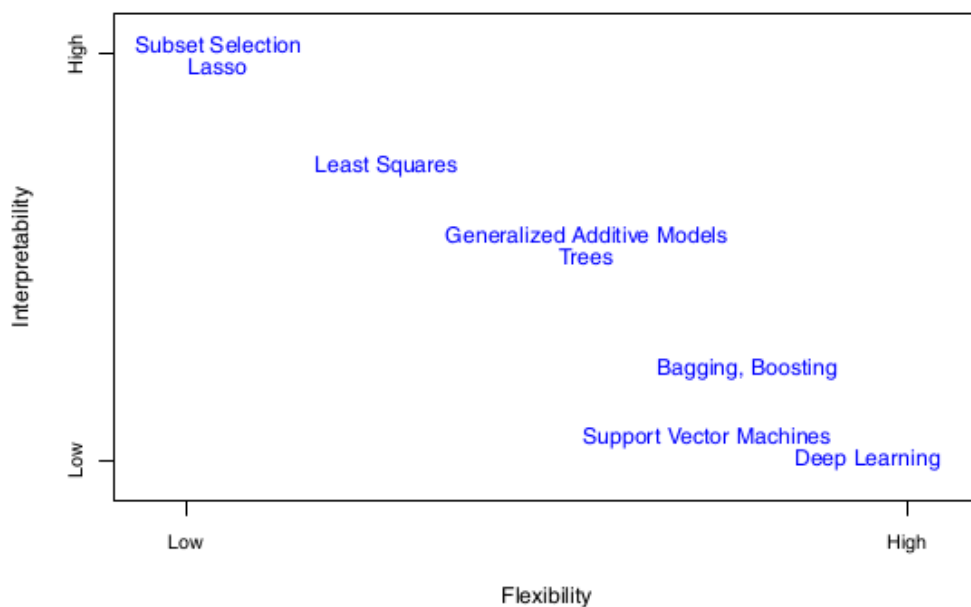 High
Subset Selection
Lasso
Least Squares
Generalized Additive Models
Trees
Interpretability
Bagging, Boosting
Support Vector Machines
Deep Learning
Low
Low
High
Flexibility